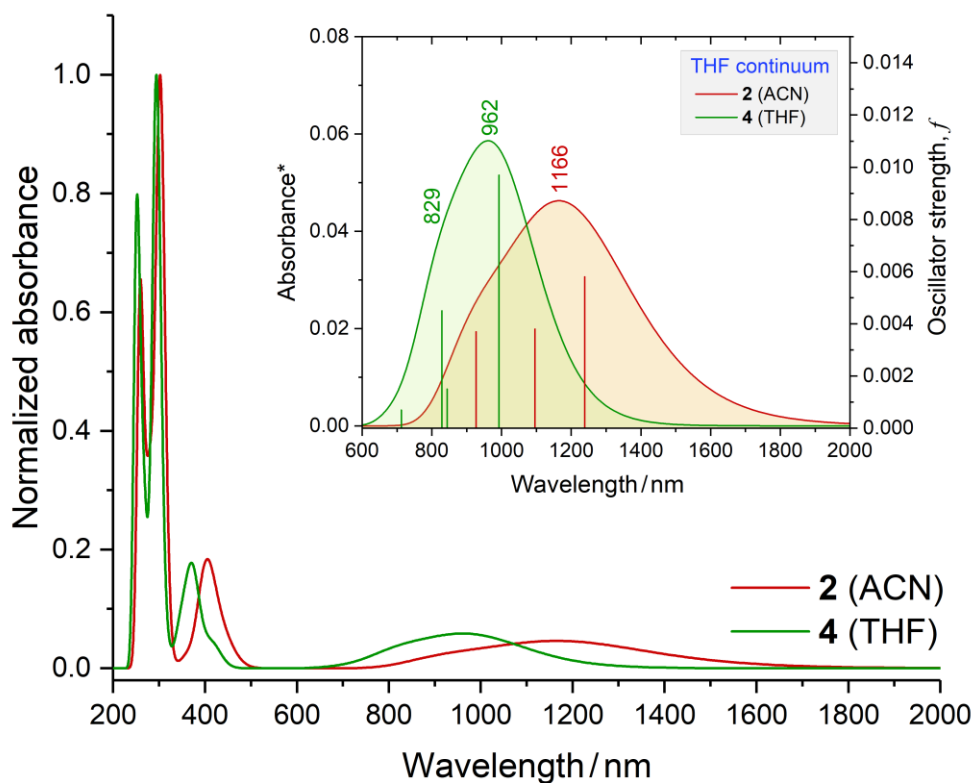 Normalized absorbance
1.0
0.8
0.6
0.4
0.2
0.0
200 400 600 800 1000 1200 1400 1600 1800 2000
Wavelength/nm
2 (ACN)
4 (THF)
Absorbance*
0.08
0.06
0.04
0.02
0.00
600 800 1000 1200 1400 1600 1800 2000
Wavelength/nm
829
962
1166
THF continuum
2 (ACN)
4 (THF)
0.014
0.012
0.010
0.008
0.006
0.004
0.002
0.000
Oscillator strength, f